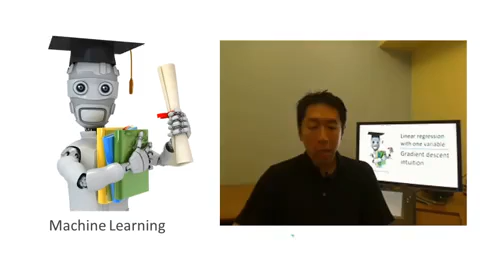 Machine Learning
Linear regression
with one variable
Gradient descent
intuition